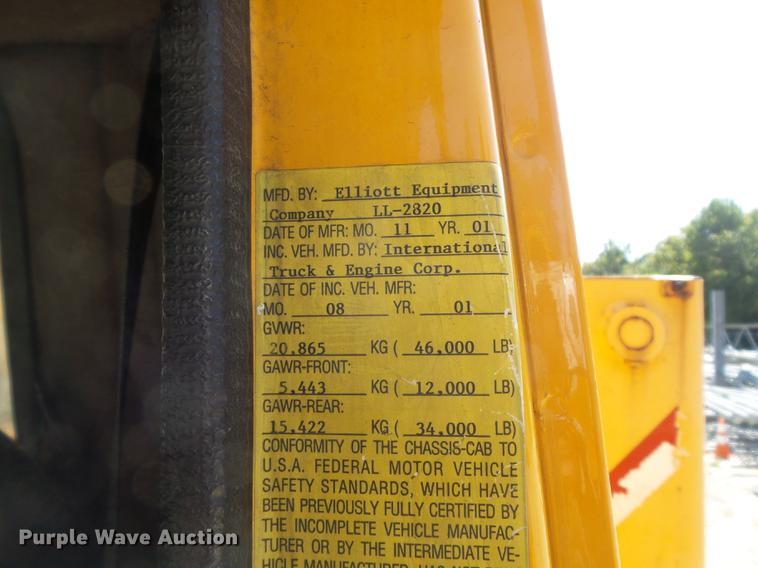 MFD. BY: Elliott Equipment
Company LL-2820
DATE OF MFR: MO. 11 YR. 01
INC. VEH. MFD. BY: International
Truck & Engine Corp.
DATE OF INC. VEH. MFR:
MO. 08 YR. 01
GVWR:
20,865 KG ( 46,000 LB)
GAWR-FRONT:
5,443 KG ( 12,000 LB)
GAWR-REAR:
15,422 KG ( 34,000 LB)
CONFORMITY OF THE CHASSIS-CAB TO
U.S.A. FEDERAL MOTOR VEHICLE
SAFETY STANDARDS, WHICH HAVE
BEEN PREVIOUSLY FULLY CERTIFIED BY
THE INCOMPLETE VEHICLE MANUFAC-
TURER OR BY THE INTERMEDIATE VE-
HICLE MANUFACTURER, HAS NOT
Purple Wave Auction